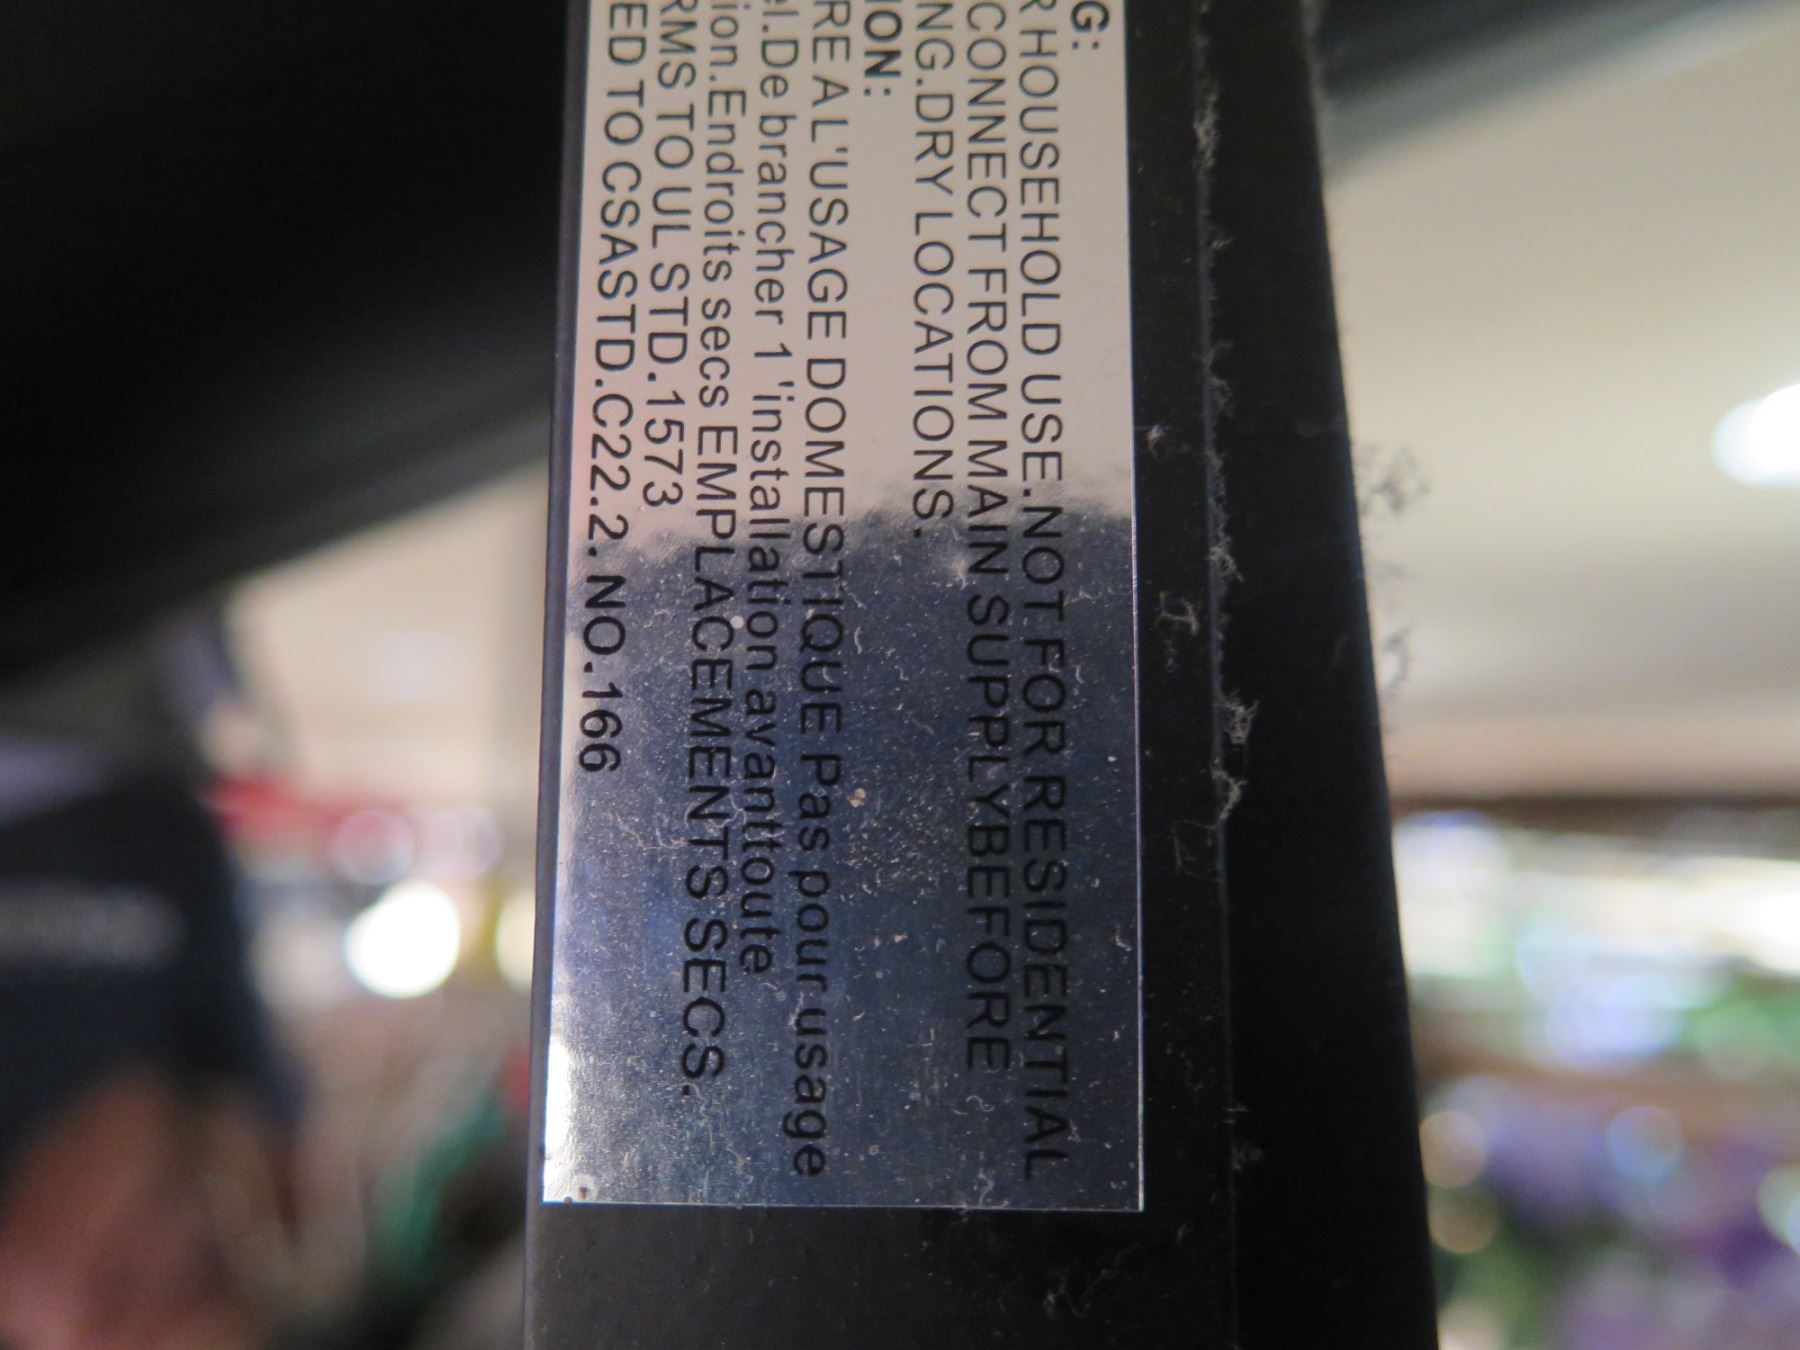 G:
R HOUSEHOLD USE.NOT FOR RESIDENTIAL
CONNECT FROM MAIN SUPPLYBEFORE
NG.DRY LOCATIONS.
ION:
RE A L'USAGE DOMESTIQUE Pas pour usage
el.De brancher 1 'installation avanttoute
ion.Endroits secs EMPLACEMENTS SECS.
RMS TO UL STD.1573
ED TO CSASTD.C22.2. NO.166